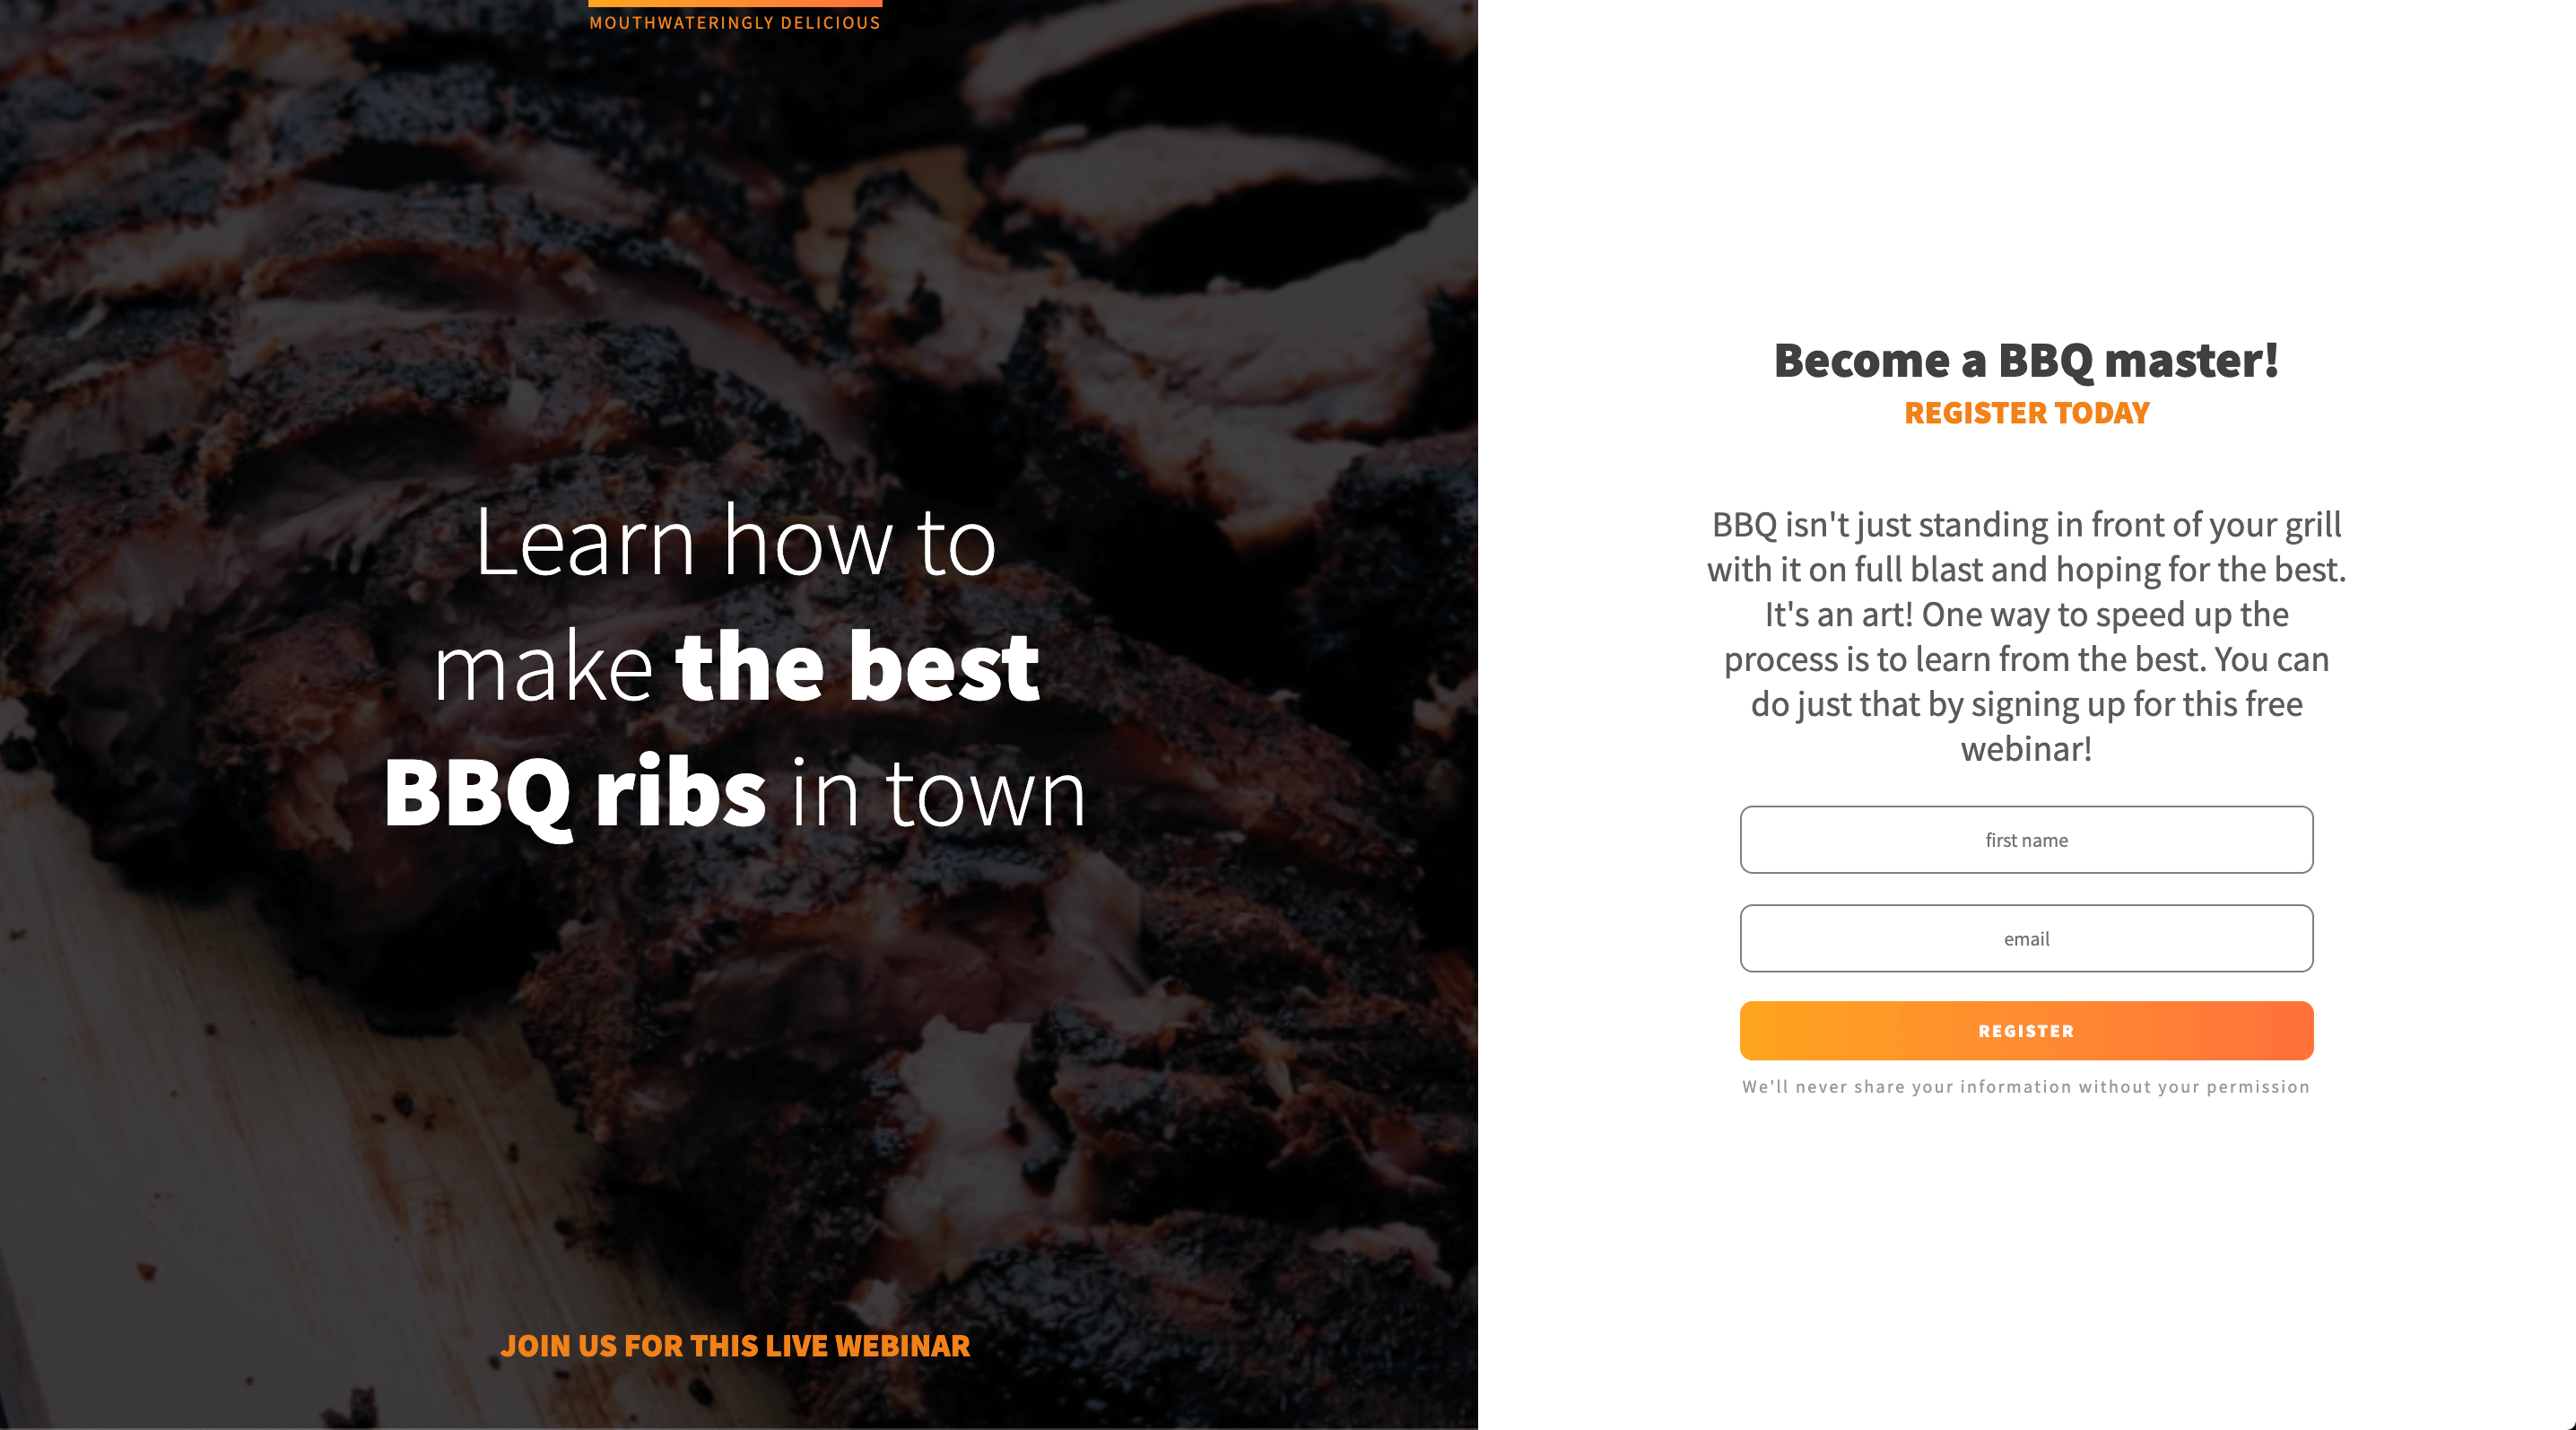 MOUTHWATERINGLY DELICIOUS
Learn how to
make the best
BBQ ribs in town
JOIN US FOR THIS LIVE WEBINAR
Become a BBQ master!
REGISTER TODAY
BBQ isn't just standing in front of your grill
with it on full blast and hoping for the best.
It's an art! One way to speed up the
process is to learn from the best. You can
do just that by signing up for this free
webinar!
first name
email
REGISTER
We'll never share your information without your permission